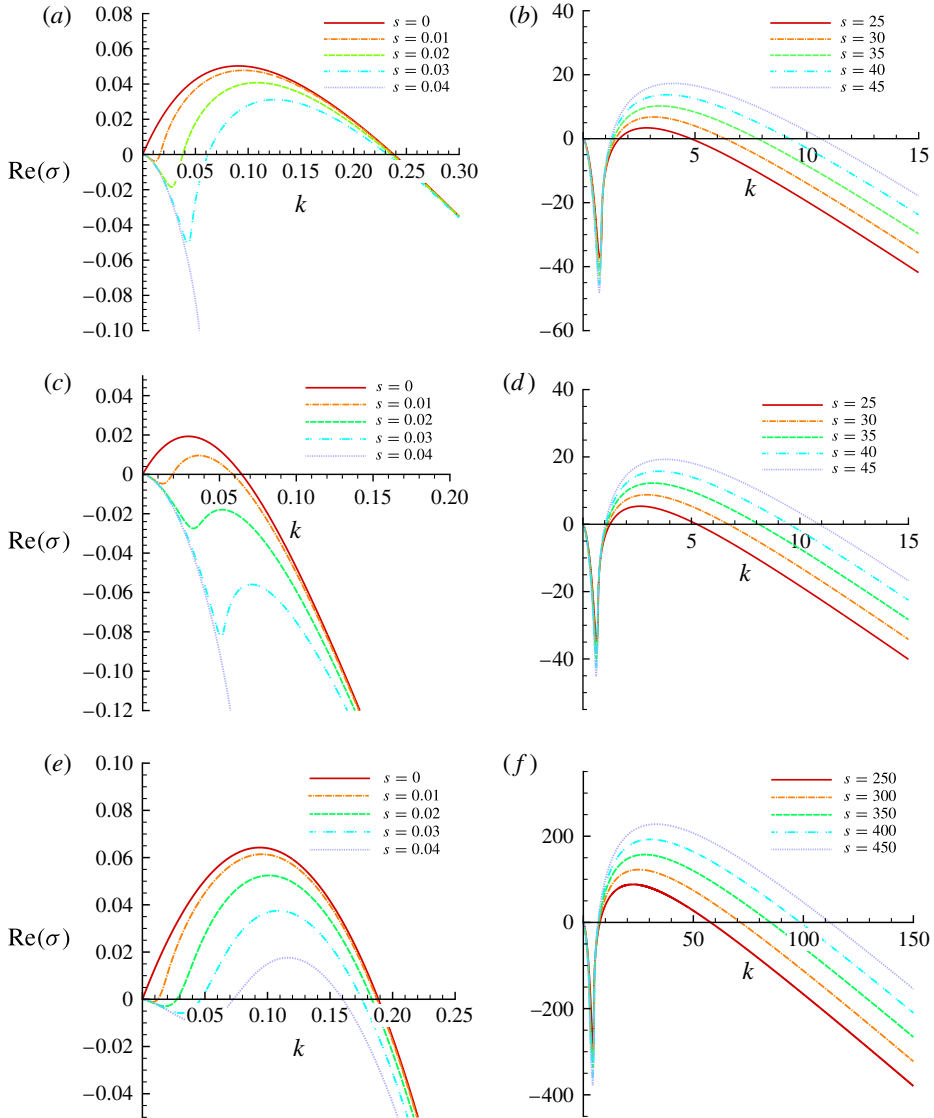 (a)
0.08
0.06
0.04
0.02
0
−0.02
−0.04
−0.06
−0.08
−0.10
Re(σ)
0.05 0.10 0.15 0.20 0.25 0.30
k
s = 0
s = 0.01
s = 0.02
s = 0.03
s = 0.04
(b)
40
20
0
−20
−40
−60
5 10 15
k
s = 25
s = 30
s = 35
s = 40
s = 45
(c)
0.04
0.02
0
−0.02
−0.04
−0.06
−0.08
−0.10
−0.12
Re(σ)
0.05 0.10 0.15 0.20
k
s = 0
s = 0.01
s = 0.02
s = 0.03
s = 0.04
(d)
40
20
0
−20
−40
5 10 15
k
s = 25
s = 30
s = 35
s = 40
s = 45
(e)
0.10
0.08
0.06
0.04
0.02
0
−0.02
−0.04
Re(σ)
0.05 0.10 0.15 0.20 0.25
k
s = 0
s = 0.01
s = 0.02
s = 0.03
s = 0.04
(f)
200
0
−200
−400
50 100 150
k
s = 250
s = 300
s = 350
s = 400
s = 450